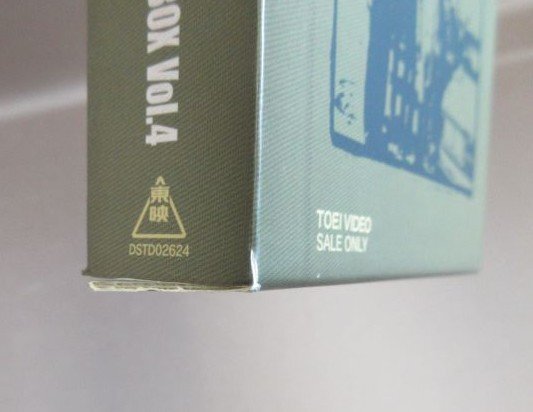 BOX Vol.4
東映
DSTD02624
TOEI VIDEO
SALE ONLY